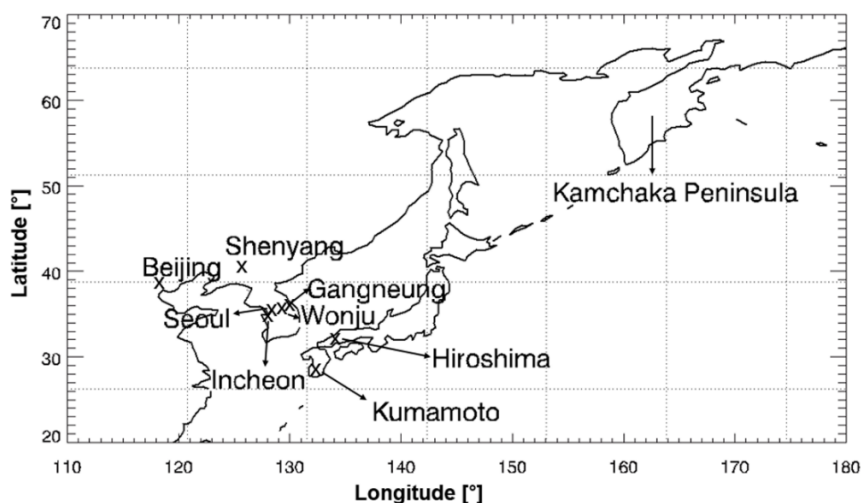 70
60
50
40
30
20
Latitude [°]
Kamchaka Peninsula
Shenyang
Beijing
Gangneung
Seoul
Wonju
Hiroshima
Incheon
Kumamoto
110 120 130 140 150 160 170 180
Longitude [°]